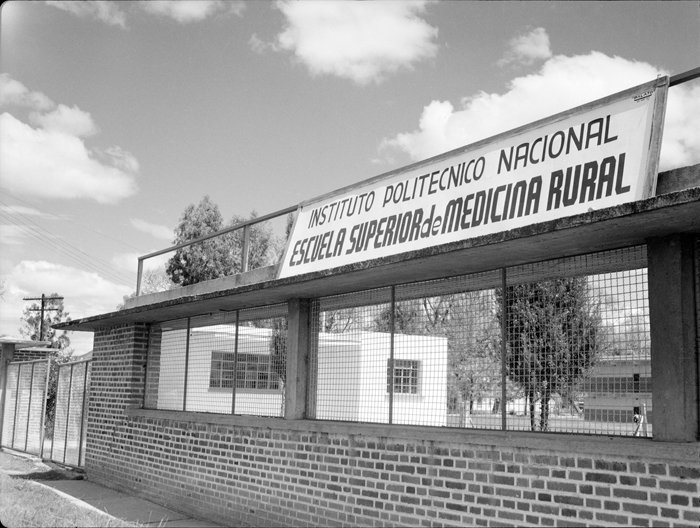 INSTITUTO POLITECNICO NACIONAL
ESCUELA SUPERIOR de MEDICINA RURAL